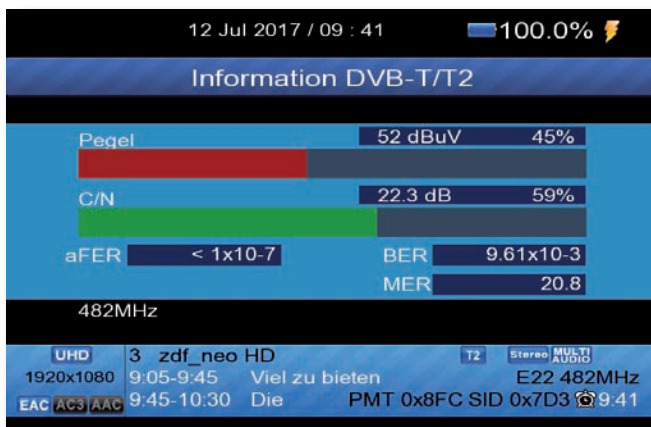 12 Jul 2017 / 09 : 41 100.0%
Information DVB-T/T2
Pegel 52 dBuV 45%
C/N 22.3 dB 59%
aFER < 1x10-7 BER 9.61x10-3
MER 20.8
482MHz
UHD 3 zdf_neo HD T2 Stereo MULTI AUDIO
1920x1080 9:05-9:45 Viel zu bieten E22 482MHz
EAC AC3 AAC 9:45-10:30 Die PMT 0x8FC SID 0x7D3 9:41